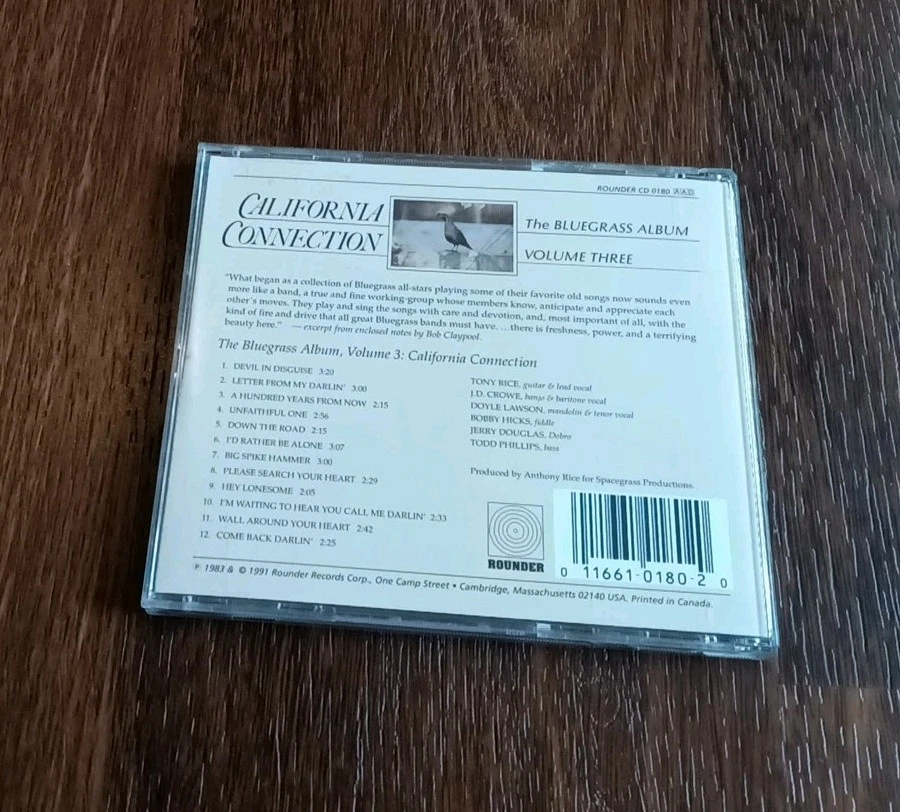 ROUNDER CD 0180 AAD
CALIFORNIA
CONNECTION
The BLUEGRASS ALBUM
VOLUME THREE
"What began as a collection of Bluegrass all-stars playing some of their favorite old songs now sounds even
more like a band, a true and fine working-group whose members know, anticipate and appreciate each
other's moves. They play and sing the songs with care and devotion, and, most important of all, with the
kind of fire and drive that all great Bluegrass bands must have. ...there is freshness, power, and a terrifying
beauty here." — excerpt from enclosed notes by Bob Claypool.
The Bluegrass Album, Volume 3: California Connection
1. DEVIL IN DISGUISE 3:20
2. LETTER FROM MY DARLIN' 3:00
3. A HUNDRED YEARS FROM NOW 2:15
4. UNFAITHFUL ONE 2:56
5. DOWN THE ROAD 2:15
6. I'D RATHER BE ALONE 3:07
7. BIG SPIKE HAMMER 3:00
8. PLEASE SEARCH YOUR HEART 2:29
9. HEY LONESOME 2:05
10. I'M WAITING TO HEAR YOU CALL ME DARLIN' 2:33
11. WALL AROUND YOUR HEART 2:42
12. COME BACK DARLIN' 2:25
TONY RICE, guitar & lead vocal
J.D. CROWE, banjo & baritone vocal
DOYLE LAWSON, mandolin & tenor vocal
BOBBY HICKS, fiddle
JERRY DOUGLAS, Dobro
TODD PHILLIPS, bass
Produced by Anthony Rice for Spacegrass Productions.
ROUNDER
0 11661-0180-2 0
℗ 1983 & © 1991 Rounder Records Corp., One Camp Street • Cambridge, Massachusetts 02140 USA. Printed in Canada.